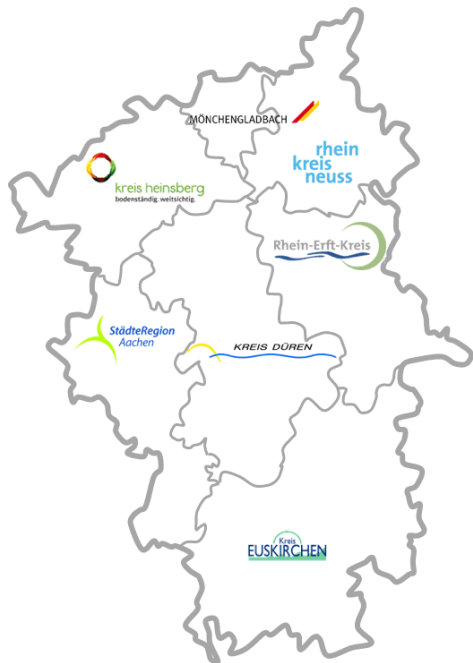 MÖNCHENGLADBACH
rhein
kreis
neuss
kreis heinsberg
bodenständig. weitsichtig.
Rhein-Erft-Kreis
StädteRegion
Aachen
KREIS DÜREN
Kreis
EUSKIRCHEN